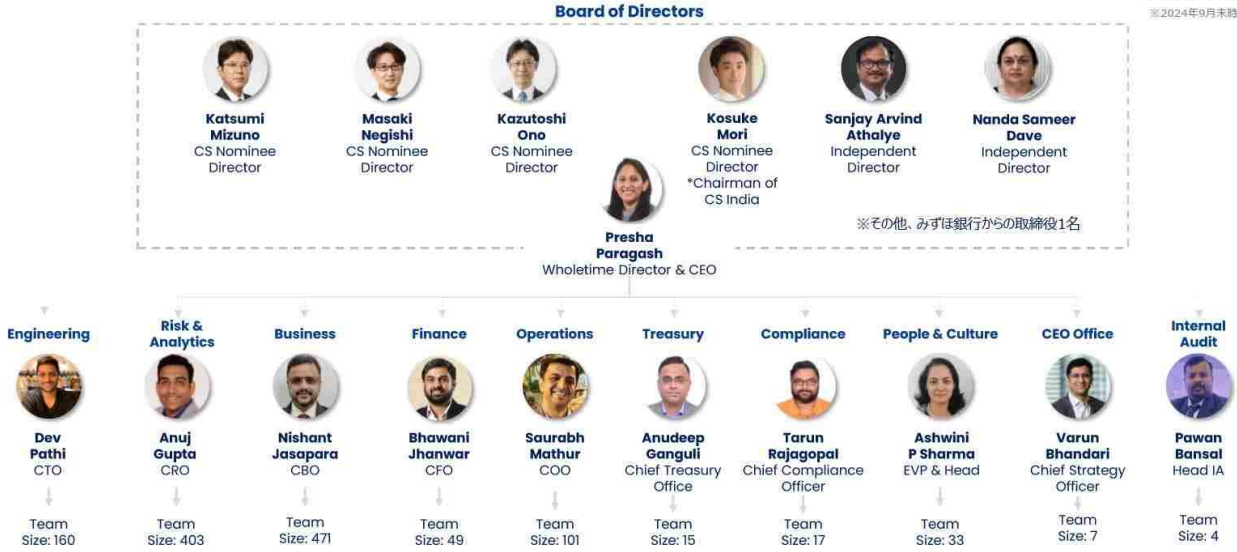 Board of Directors
※2024年9月末時
Katsumi
Mizuno
CS Nominee
Director
Masaki
Negishi
CS Nominee
Director
Kazutoshi
Ono
CS Nominee
Director
Kosuke
Mori
CS Nominee
Director
*Chairman of
CS India
Sanjay Arvind
Athalye
Independent
Director
Nanda Sameer
Dave
Independent
Director
※その他、みずほ銀行からの取締役1名
Presha
Paragash
Wholetime Director & CEO
Engineering
Dev
Pathi
CTO
Team
Size: 160
Risk &
Analytics
Anuj
Gupta
CRO
Team
Size: 403
Business
Nishant
Jasapara
CBO
Team
Size: 471
Finance
Bhawani
Jhanwar
CFO
Team
Size: 49
Operations
Saurabh
Mathur
COO
Team
Size: 101
Treasury
Anudeep
Ganguli
Chief Treasury
Office
Team
Size: 15
Compliance
Tarun
Rajagopal
Chief Compliance
Officer
Team
Size: 17
People & Culture
Ashwini
P Sharma
EVP & Head
Team
Size: 33
CEO Office
Varun
Bhandari
Chief Strategy
Officer
Team
Size: 7
Internal
Audit
Pawan
Bansal
Head IA
Team
Size: 4